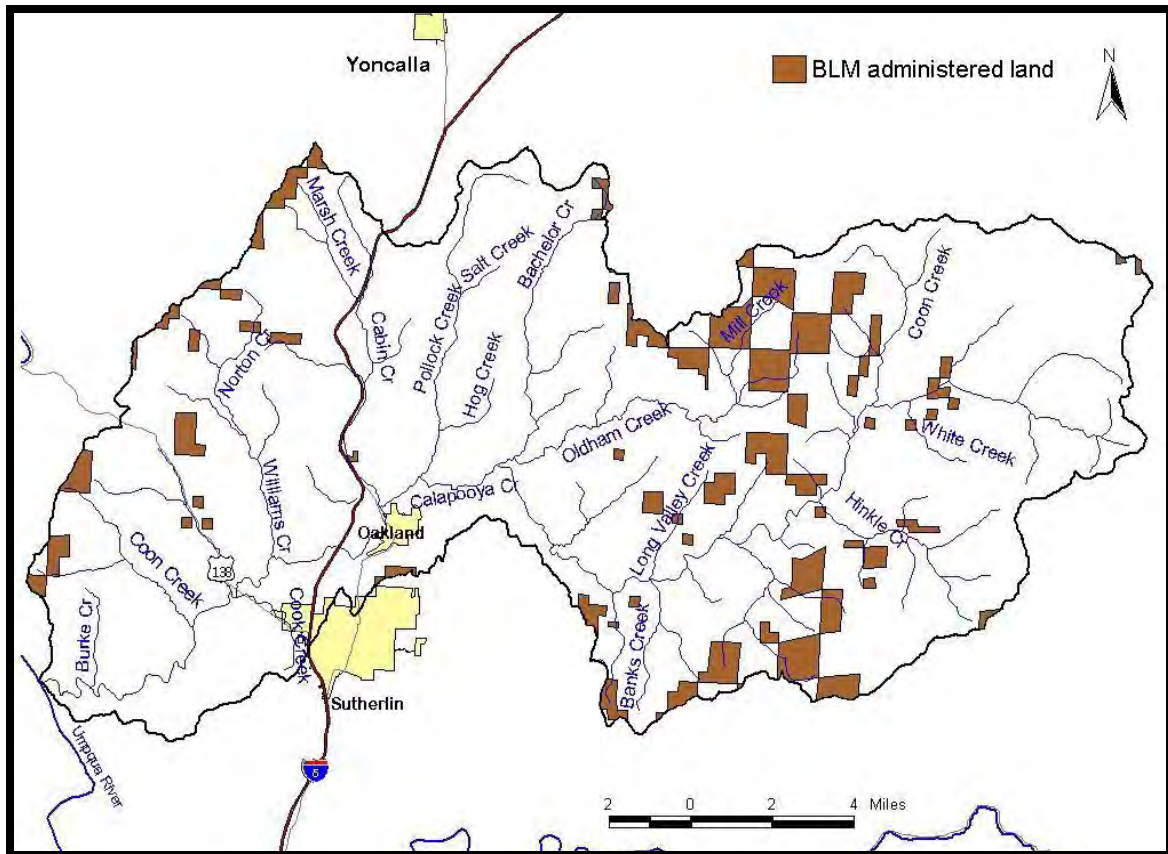 Yoncalla
BLM administered land
N
Marsh Creek
Salt Creek
Bachelor Cr
Coon Creek
Mill Creek
Cabin Cr
Pollock Creek
Norton Cr
Hog Creek
Oldham Creek
White Creek
Williams Cr
Calapooya Cr
Long Valley Creek
Hinkle Cr
Oakland
Coon Creek
138
Cook Creek
Burke Cr
Banks Creek
Sutherlin
Umpqua River
5
2 0 2 4 Miles